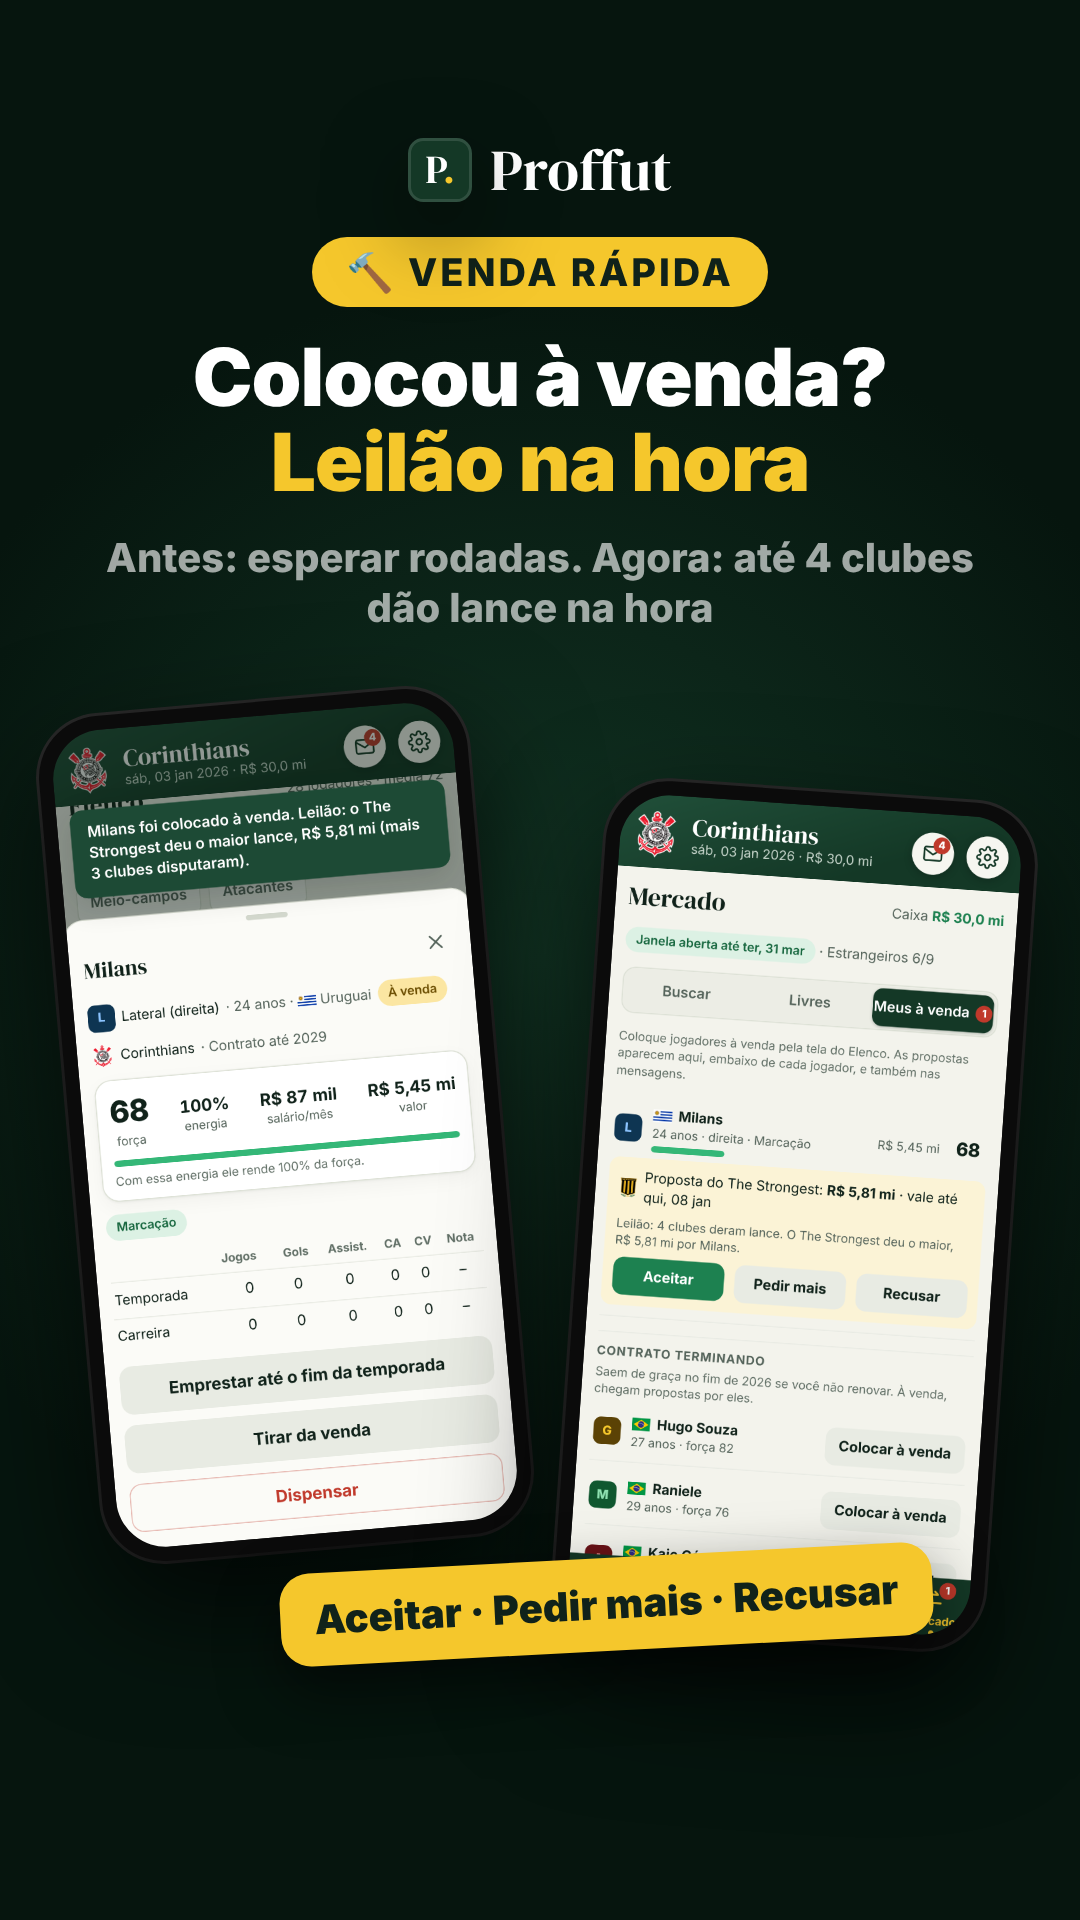 P. Proffut
VENDA RÁPIDA
Colocou à venda?
Leilão na hora
Antes: esperar rodadas. Agora: até 4 clubes
dão lance na hora
Corinthians
sáb, 03 jan 2026 · R$ 30,0 mi
4
Elenco
28 jogadores · média 72
Milans foi colocado à venda. Leilão: o The
Strongest deu o maior lance, R$ 5,81 mi (mais
3 clubes disputaram).
Meio-campos
Atacantes
Milans
L Lateral (direita) · 24 anos · Uruguai À venda
Corinthians · Contrato até 2029
68 100% R$ 87 mil R$ 5,45 mi
força energia salário/mês valor
Com essa energia ele rende 100% da força.
Marcação
Jogos Gols Assist. CA CV Nota
Temporada 0 0 0 0 0 –
Carreira 0 0 0 0 0 –
Emprestar até o fim da temporada
Tirar da venda
Dispensar
Corinthians
sáb, 03 jan 2026 · R$ 30,0 mi
4
Mercado
Caixa R$ 30,0 mi
Janela aberta até ter, 31 mar · Estrangeiros 6/9
Buscar Livres Meus à venda 1
Coloque jogadores à venda pela tela do Elenco. As propostas
aparecem aqui, embaixo de cada jogador, e também nas
mensagens.
L Milans
24 anos · direita · Marcação
R$ 5,45 mi 68
Proposta do The Strongest: R$ 5,81 mi · vale até
qui, 08 jan
Leilão: 4 clubes deram lance. O The Strongest deu o maior,
R$ 5,81 mi por Milans.
Aceitar Pedir mais Recusar
CONTRATO TERMINANDO
Saem de graça no fim de 2026 se você não renovar. À venda,
chegam propostas por eles.
G Hugo Souza
27 anos · força 82
Colocar à venda
M Raniele
29 anos · força 76
Colocar à venda
1
Aceitar · Pedir mais · Recusar